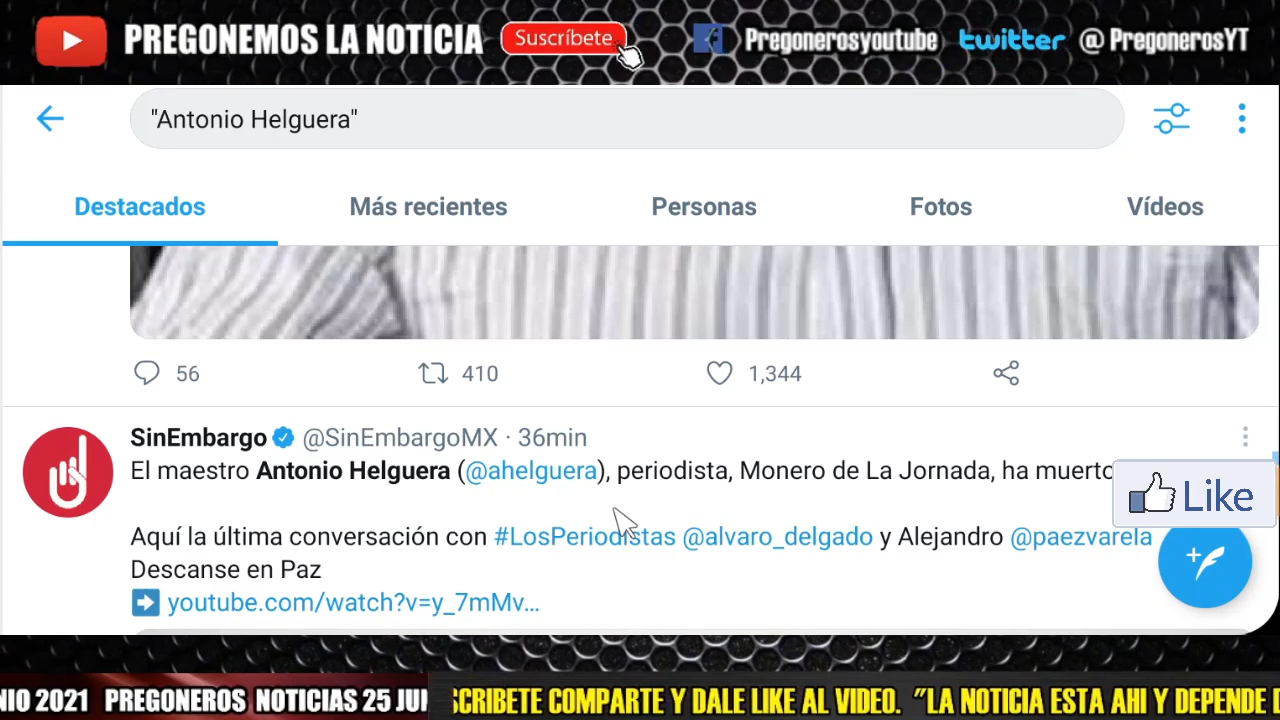 PREGONEMOS LA NOTICIA Suscríbete Pregonerosyoutube twitter @ PregonerosYT
"Antonio Helguera"
Destacados Más recientes Personas Fotos Vídeos
56 410 1,344
SinEmbargo @SinEmbargoMX · 36min
El maestro Antonio Helguera (@ahelguera), periodista, Monero de La Jornada, ha muerto
Like
Aquí la última conversación con #LosPeriodistas @alvaro_delgado y Alejandro @paezvarela
Descanse en Paz
youtube.com/watch?v=y_7mMv...
NIO 2021 PREGONEROS NOTICIAS 25 JUN SCRIBETE COMPARTE Y DALE LIKE AL VIDEO. "LA NOTICIA ESTA AHI Y DEPENDE D